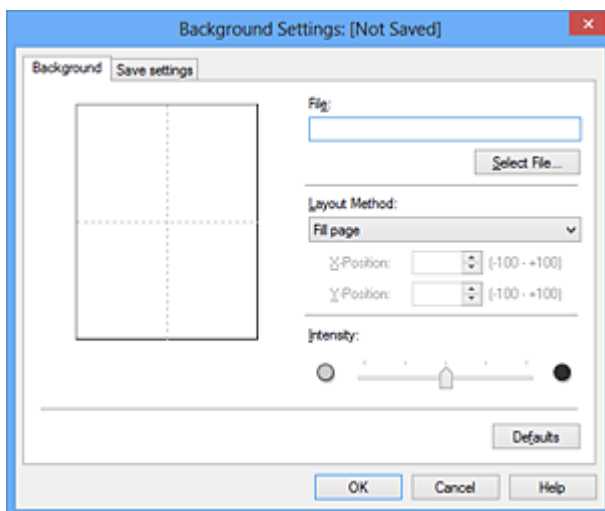 Background Settings: [Not Saved]
Background Save settings
File:
Select File...
Layout Method:
Fill page
X-Position: (-100 - +100)
Y-Position: (-100 - +100)
Intensity:
Defaults
OK Cancel Help